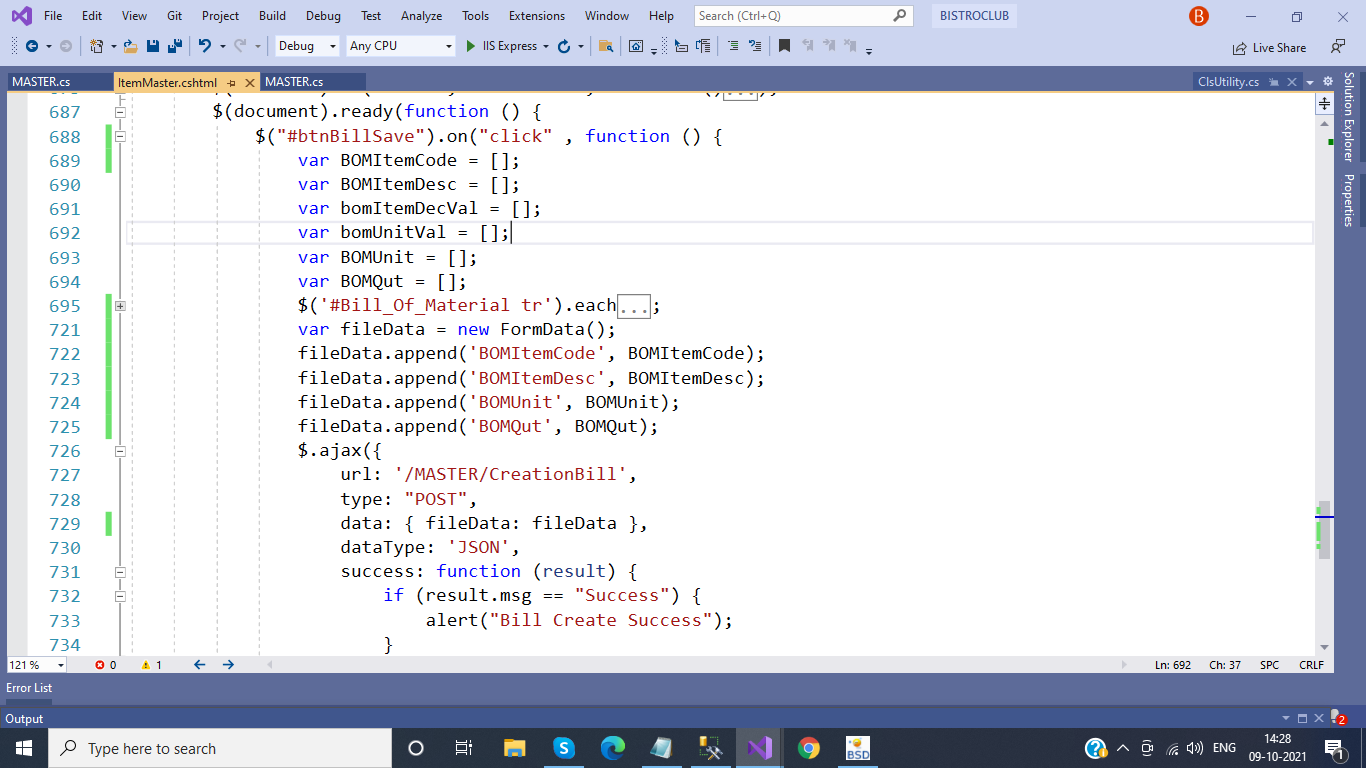 File Edit View Git Project Build Debug Test Analyze Tools Extensions Window Help Search (Ctrl+Q) BISTROCLUB B
Debug Any CPU IIS Express Live Share
MASTER.cs ItemMaster.cshtml MASTER.cs ClsUtility.cs
Solution Explorer
Properties
687 $(document).ready(function () {
688 $("#btnBillSave").on("click" , function () {
689 var BOMItemCode = [];
690 var BOMItemDesc = [];
691 var bomItemDecVal = [];
692 var bomUnitVal = [];
693 var BOMUnit = [];
694 var BOMQut = [];
695 $('#Bill_Of_Material tr').each...;
721 var fileData = new FormData();
722 fileData.append('BOMItemCode', BOMItemCode);
723 fileData.append('BOMItemDesc', BOMItemDesc);
724 fileData.append('BOMUnit', BOMUnit);
725 fileData.append('BOMQut', BOMQut);
726 $.ajax({
727 url: '/MASTER/CreationBill',
728 type: "POST",
729 data: { fileData: fileData },
730 dataType: 'JSON',
731 success: function (result) {
732 if (result.msg == "Success") {
733 alert("Bill Create Success");
734 }
121 % 0 1 Ln: 692 Ch: 37 SPC CRLF
Error List
Output
2
Type here to search
BSD
ENG
14:28
09-10-2021
1